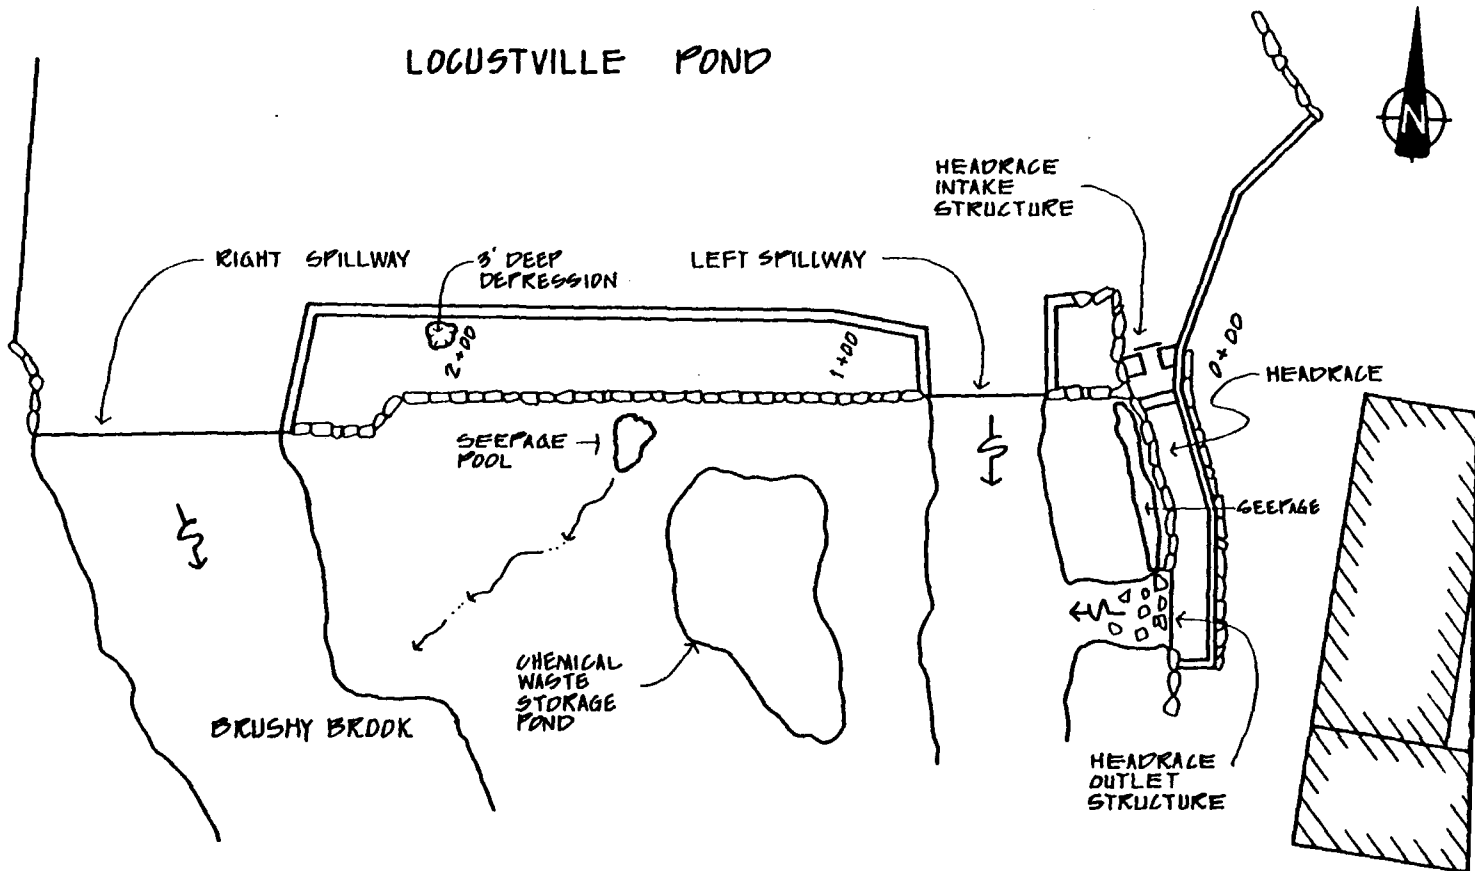 LOCUSTVILLE POND
N
HEADRACE
INTAKE
STRUCTURE
RIGHT SPILLWAY
3' DEEP
DEPRESSION
LEFT SPILLWAY
2+00
1+00
0+00
HEADRACE
SEEPAGE
POOL
SEEPAGE
CHEMICAL
WASTE
STORAGE
POND
BRUSHY BROOK
HEADRACE
OUTLET
STRUCTURE